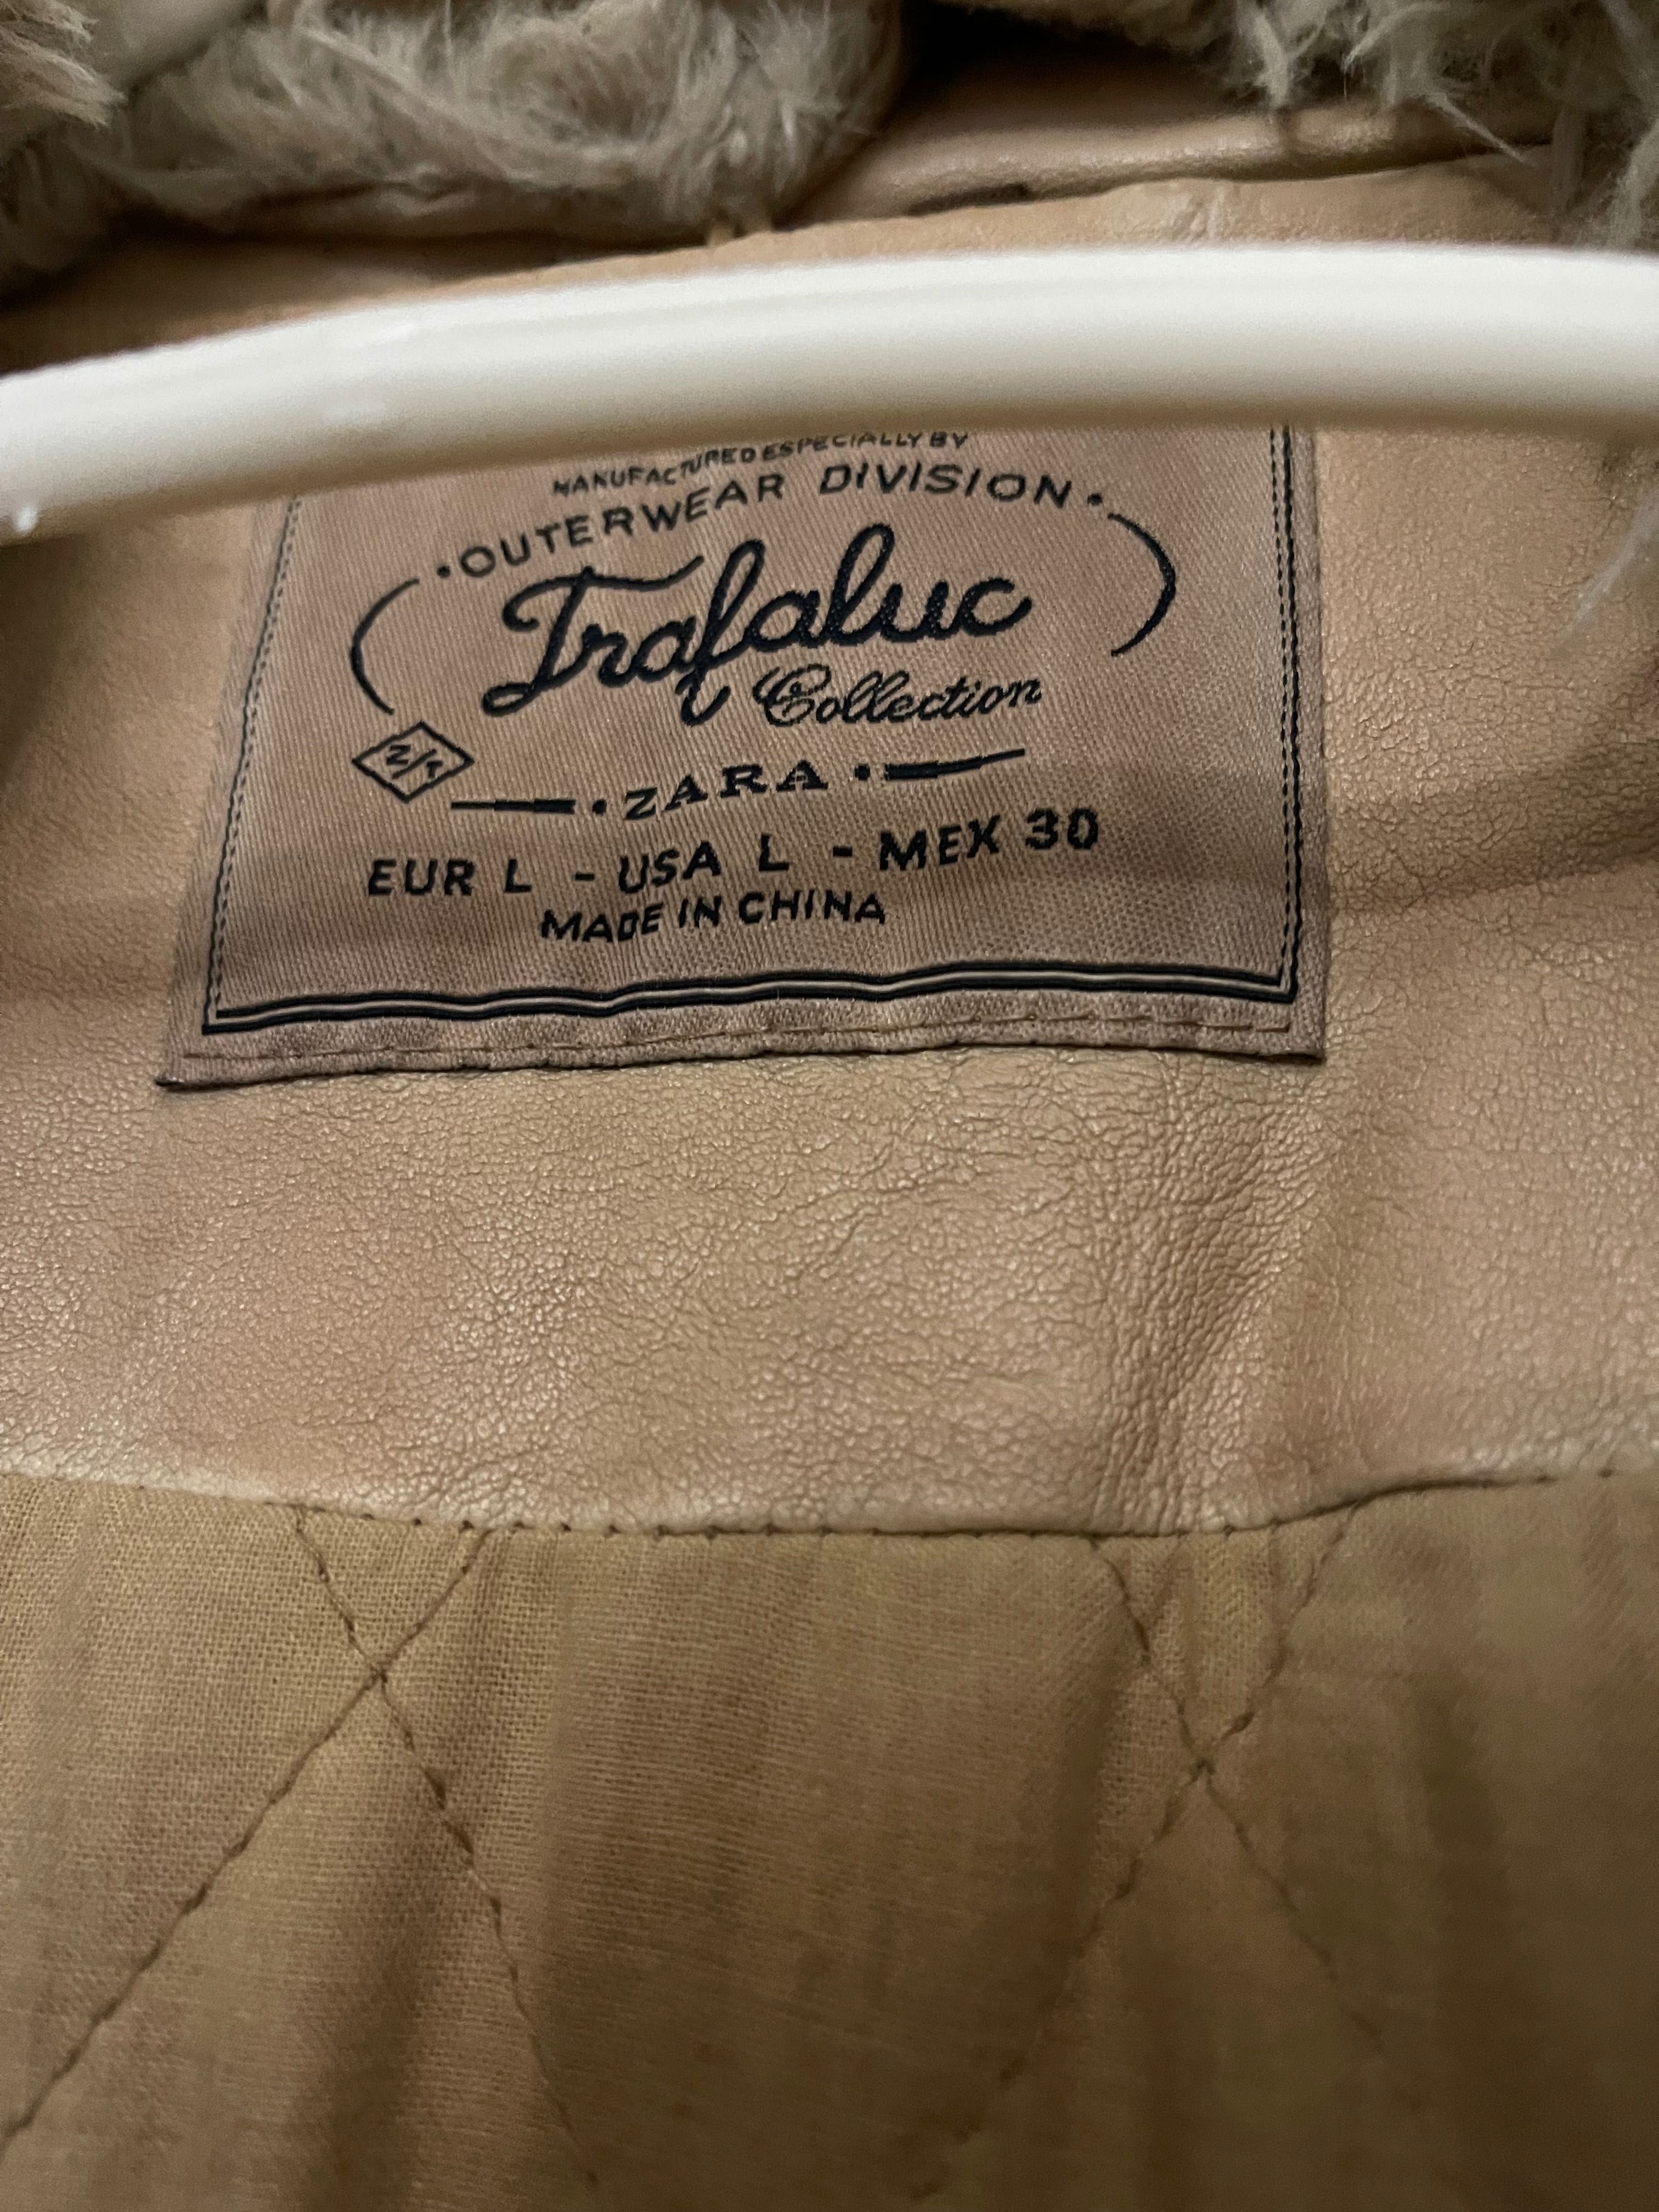 MANUFACTURED ESPECIALLY BY
• OUTERWEAR DIVISION •
Trafaluc
Collection
• ZARA •
EUR L - USA L - MEX 30
MADE IN CHINA